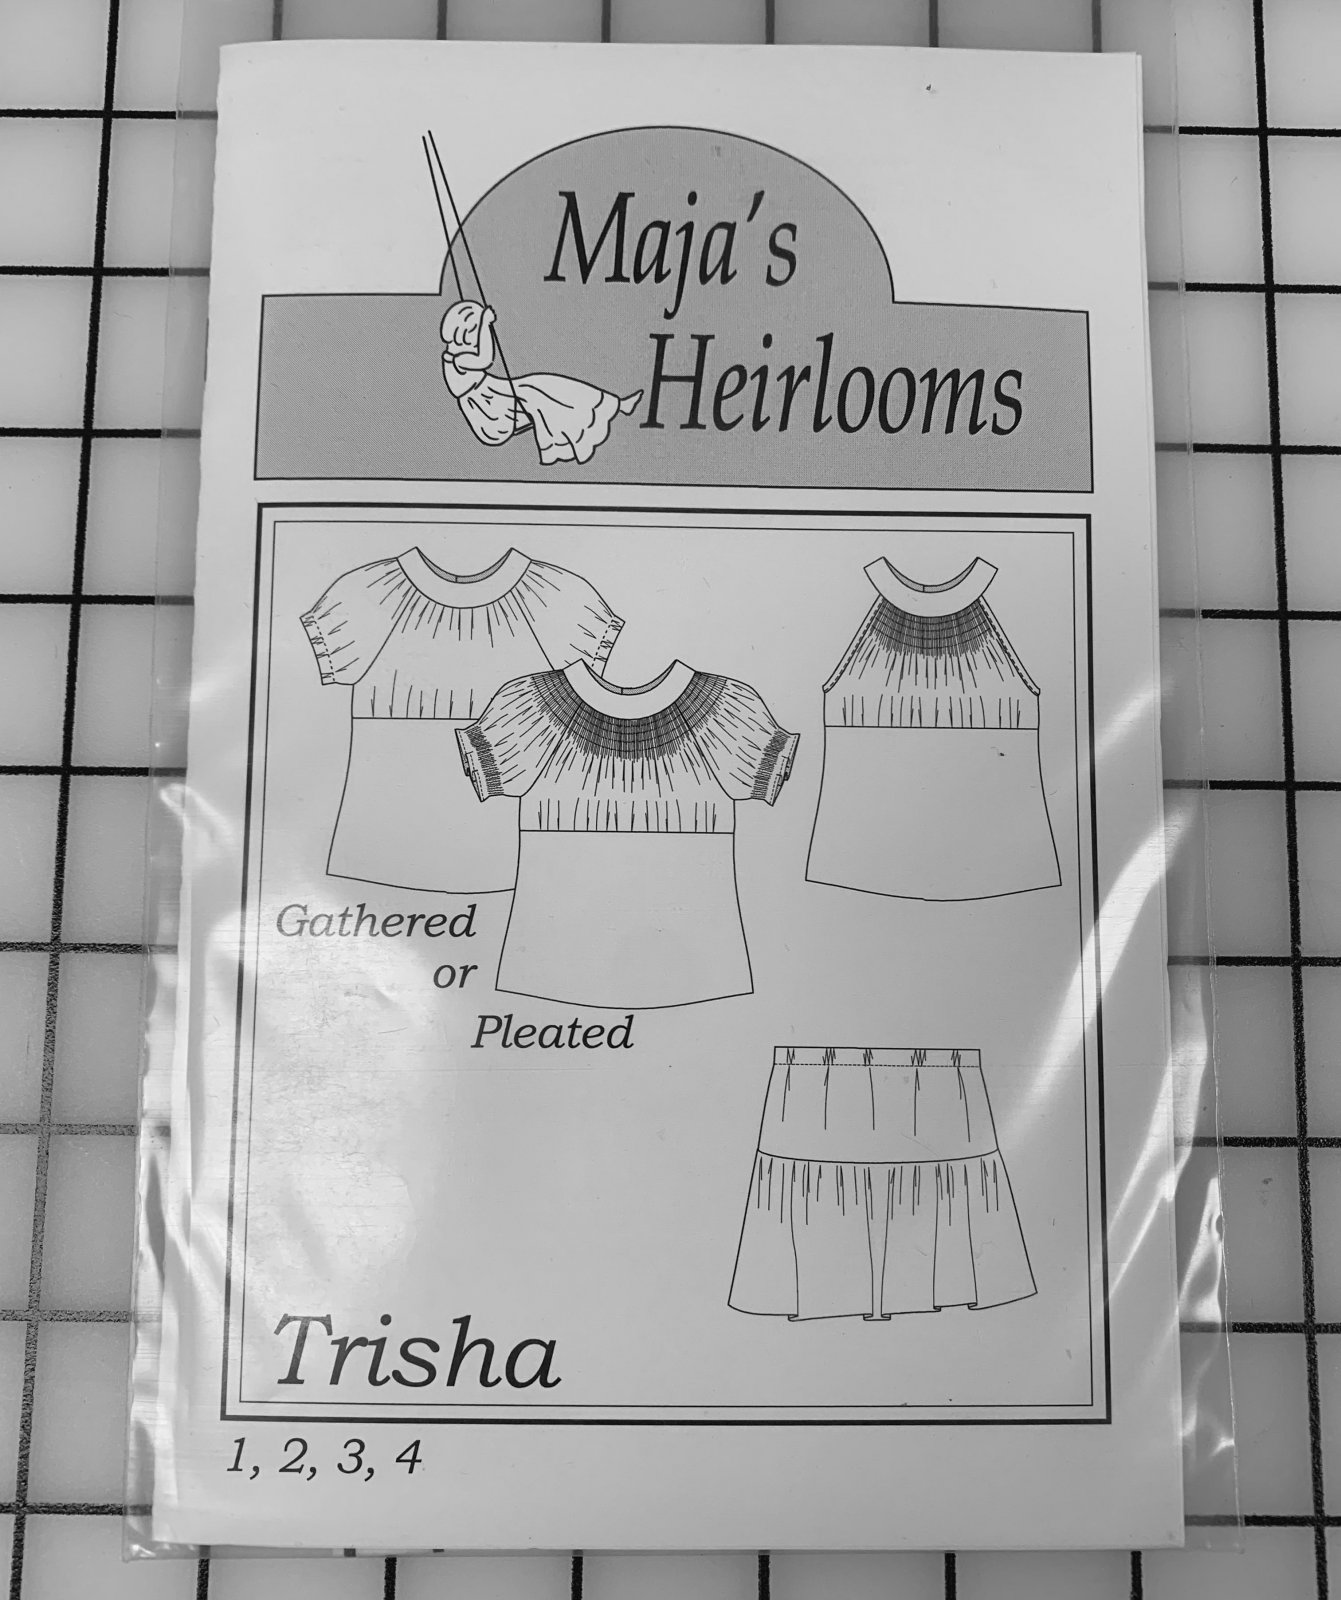 Maja's
Heirlooms
Gathered
or
Pleated
Trisha
1, 2, 3, 4